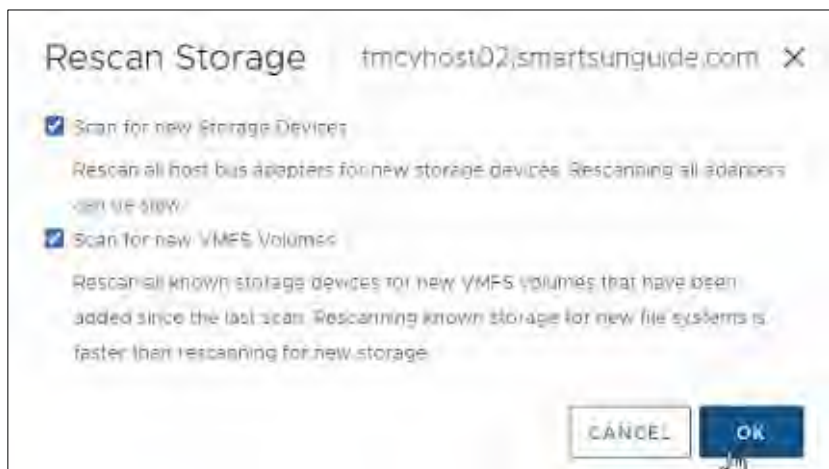 Rescan Storage tmcvhost02.smartsunguide.com
Scan for new Storage Devices
Rescan all host bus adapters for new storage devices. Rescanning all adapters
can be slow.
Scan for new VMFS Volumes
Rescan all known storage devices for new VMFS volumes that have been
added since the last scan. Rescanning known storage for new file systems is
faster than rescanning for new storage.
CANCEL OK